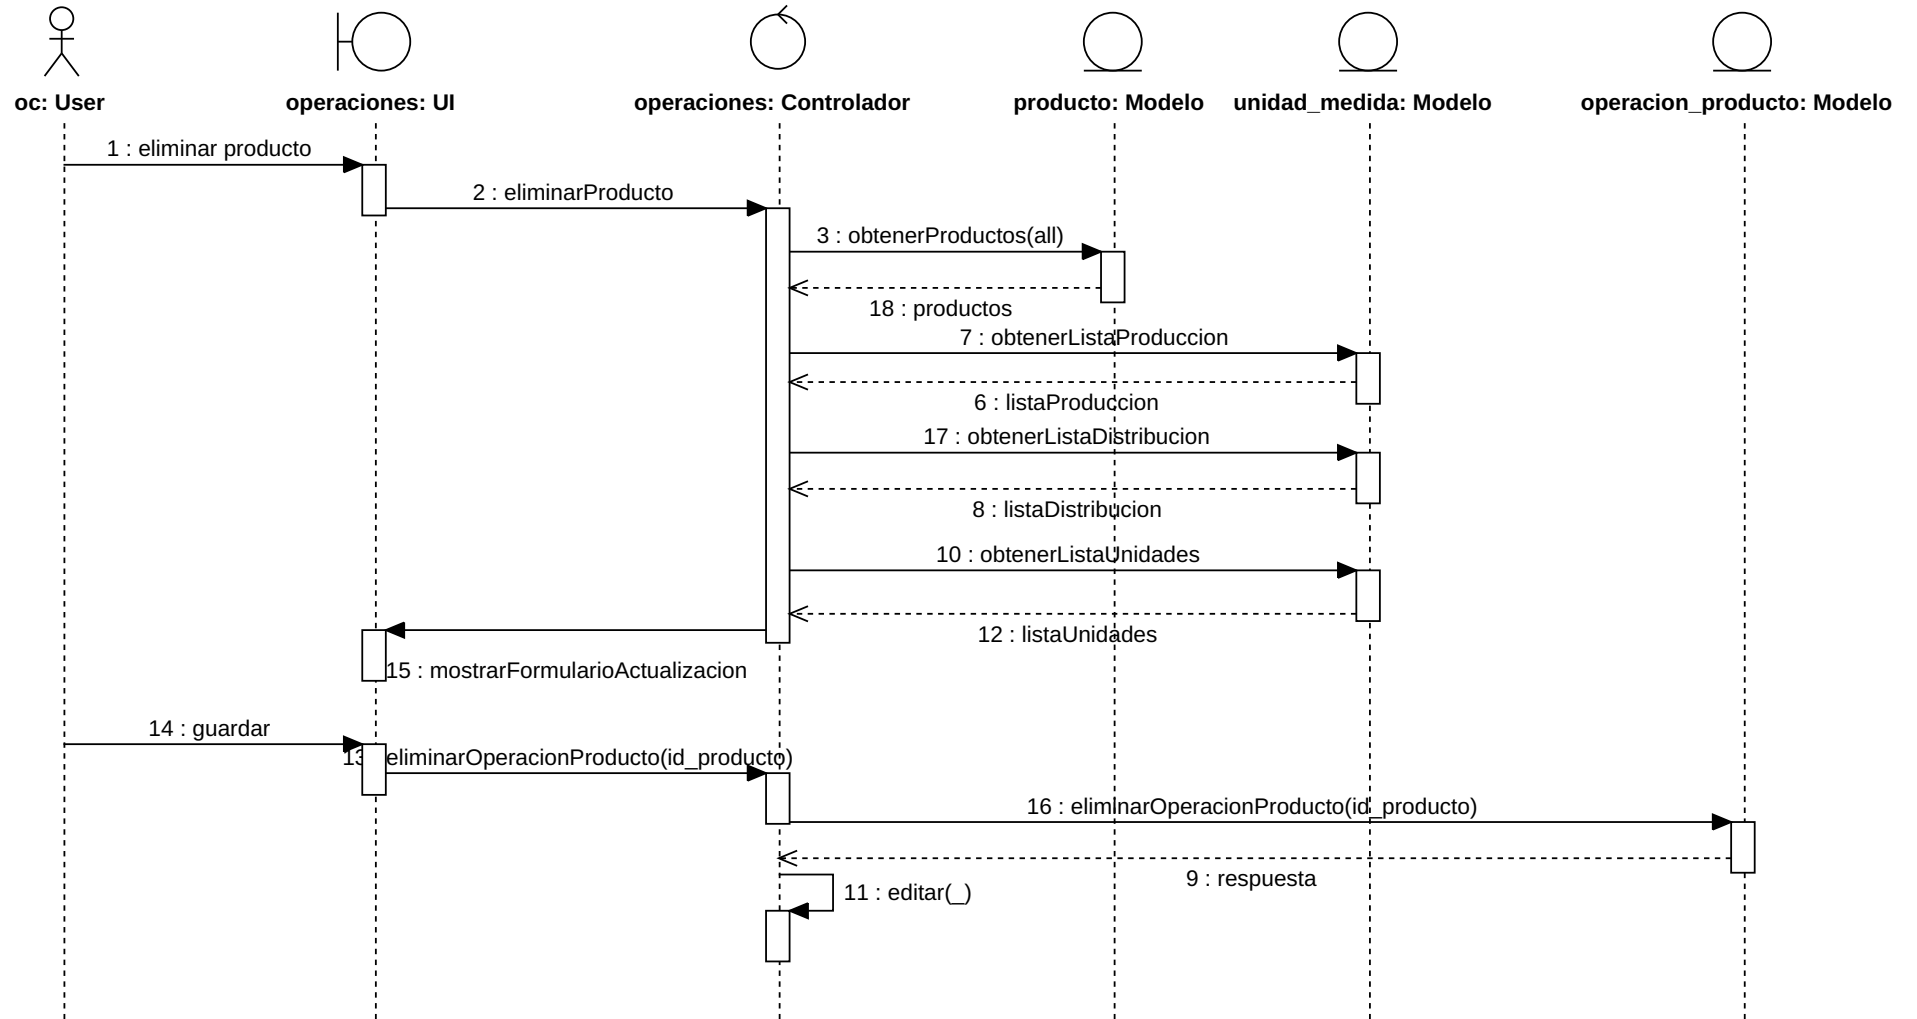 oc: User
operaciones: UI
operaciones: Controlador
producto: Modelo
unidad_medida: Modelo
operacion_producto: Modelo
1 : eliminar producto
2 : eliminarProducto
3 : obtenerProductos(all)
18 : productos
7 : obtenerListaProduccion
6 : listaProduccion
17 : obtenerListaDistribucion
8 : listaDistribucion
10 : obtenerListaUnidades
12 : listaUnidades
15 : mostrarFormularioActualizacion
14 : guardar
13 eliminarOperacionProducto(id_producto)
16 : eliminarOperacionProducto(id_producto)
9 : respuesta
11 : editar(_)